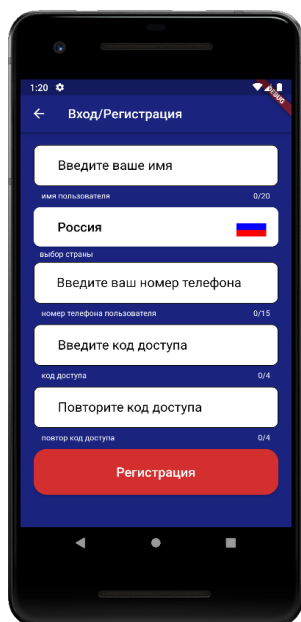 1:20
DEBUG
Вход/Регистрация
Введите ваше имя
имя пользователя 0/20
Россия
выбор страны
Введите ваш номер телефона
номер телефона пользователя 0/15
Введите код доступа
код доступа 0/4
Повторите код доступа
повтор код доступа 0/4
Регистрация